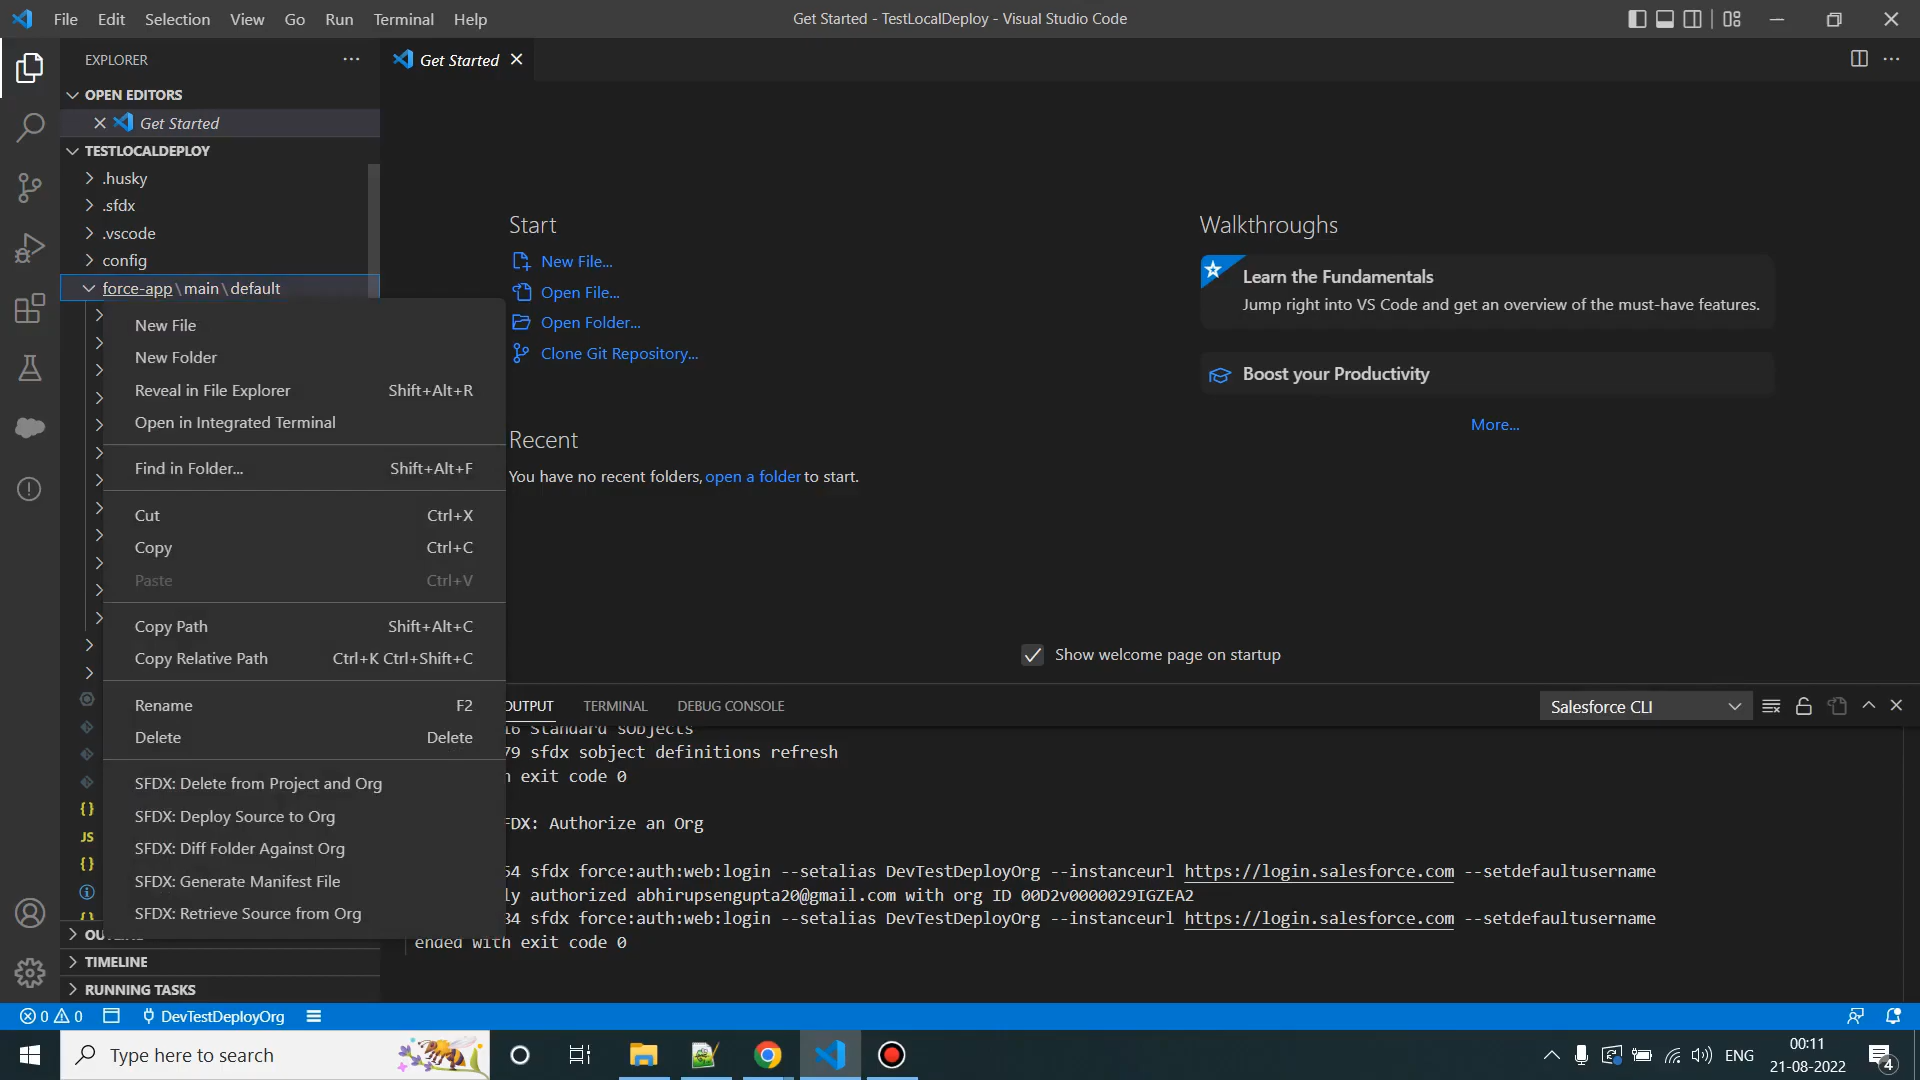 File Edit Selection View Go Run Terminal Help
Get Started - TestLocalDeploy - Visual Studio Code
EXPLORER
Get Started
OPEN EDITORS
Get Started
TESTLOCALDEPLOY
.husky
.sfdx
.vscode
config
force-app\main\default
New File
New Folder
Reveal in File Explorer Shift+Alt+R
Open in Integrated Terminal
Find in Folder... Shift+Alt+F
Cut Ctrl+X
Copy Ctrl+C
Paste Ctrl+V
Copy Path Shift+Alt+C
Copy Relative Path Ctrl+K Ctrl+Shift+C
Rename F2
Delete Delete
SFDX: Delete from Project and Org
SFDX: Deploy Source to Org
SFDX: Diff Folder Against Org
SFDX: Generate Manifest File
SFDX: Retrieve Source from Org
JS
TIMELINE
RUNNING TASKS
Start
New File...
Open File...
Open Folder...
Clone Git Repository...
Recent
You have no recent folders, open a folder to start.
Walkthroughs
Learn the Fundamentals
Jump right into VS Code and get an overview of the must-have features.
Boost your Productivity
More...
Show welcome page on startup
OUTPUT TERMINAL DEBUG CONSOLE
Salesforce CLI
16 Standard sObjects
79 sfdx sobject definitions refresh
exit code 0
FDX: Authorize an Org
54 sfdx force:auth:web:login --setalias DevTestDeployOrg --instanceurl https://login.salesforce.com --setdefaultusername
ly authorized abhirupsengupta20@gmail.com with org ID 00D2v0000029IGZEA2
34 sfdx force:auth:web:login --setalias DevTestDeployOrg --instanceurl https://login.salesforce.com --setdefaultusername
ended with exit code 0
0 0 DevTestDeployOrg
Type here to search
ENG
00:11
21-08-2022
4